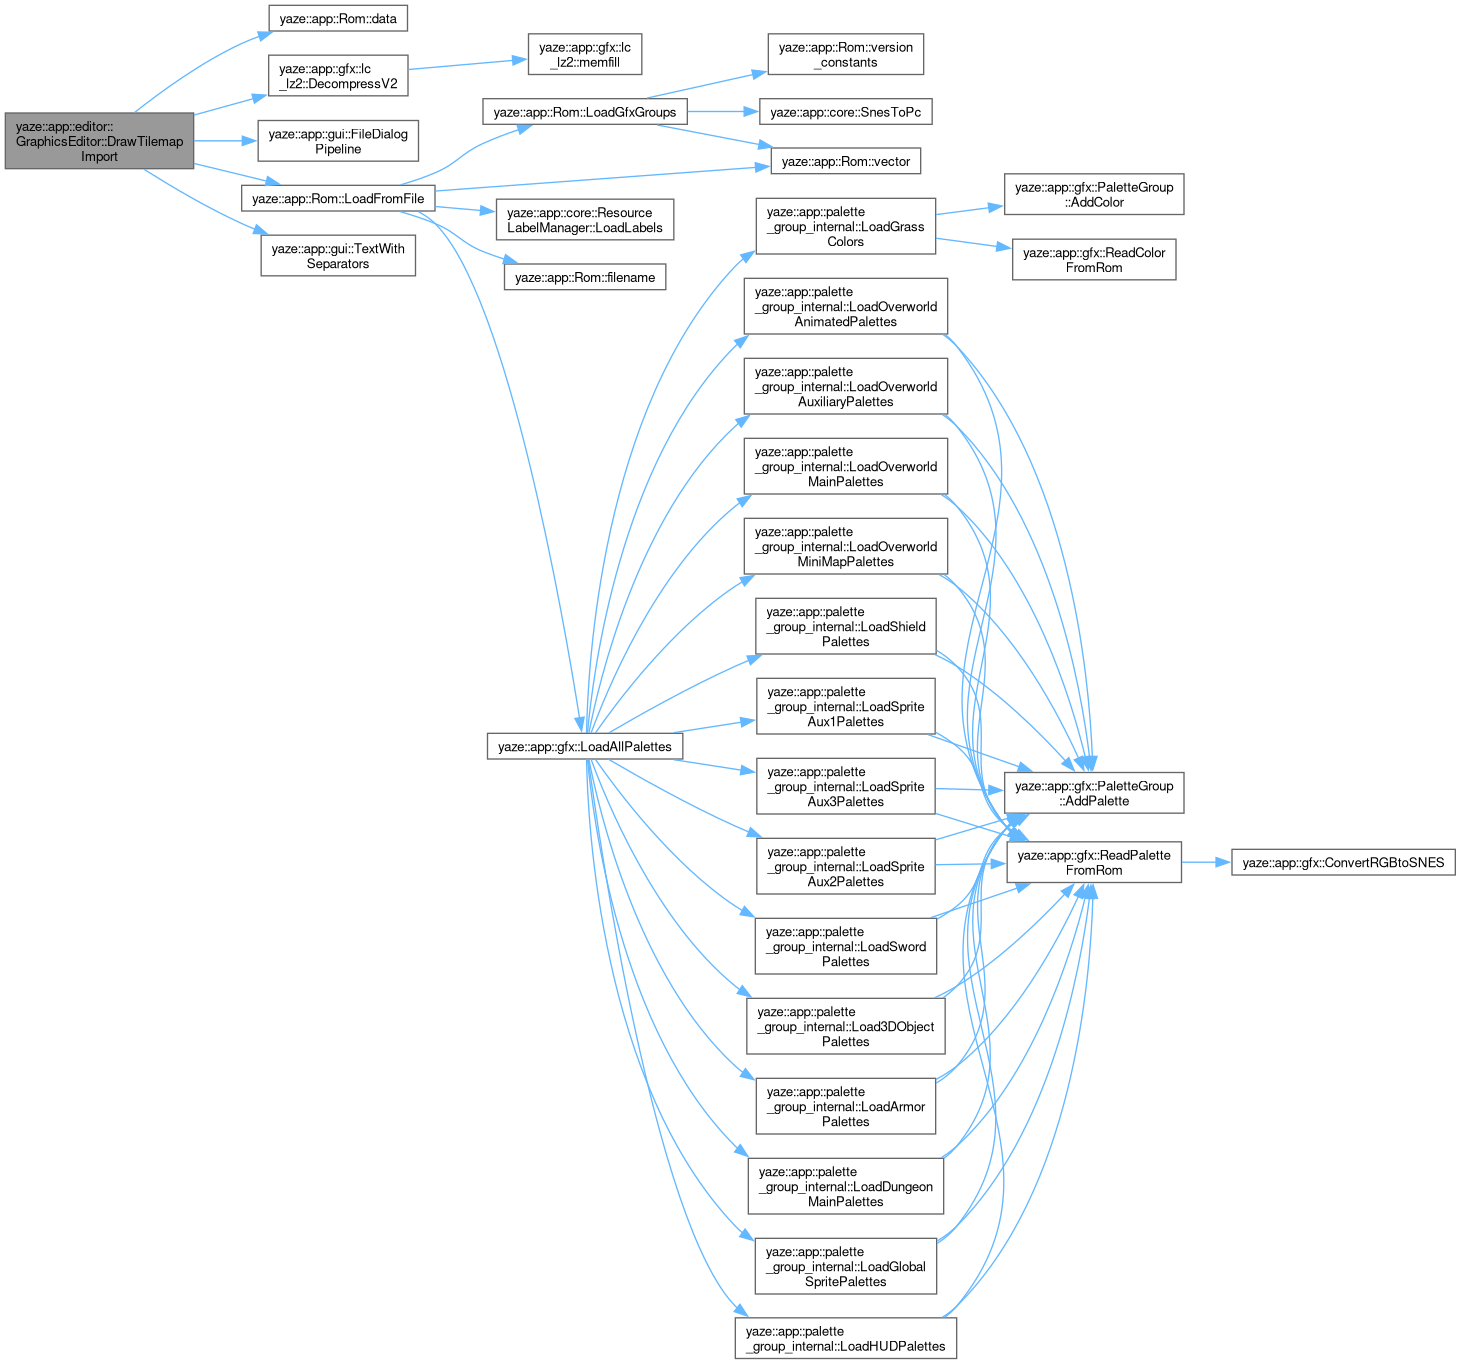 yaze::app::editor::
GraphicsEditor::DrawTilemap
Import
yaze::app::Rom::data
yaze::app::gfx::lc
_lz2::DecompressV2
yaze::app::gfx::lc
_lz2::memfill
yaze::app::gui::FileDialog
Pipeline
yaze::app::Rom::LoadFromFile
yaze::app::gui::TextWith
Separators
yaze::app::Rom::LoadGfxGroups
yaze::app::Rom::version
_constants
yaze::app::core::SnesToPc
yaze::app::Rom::vector
yaze::app::core::Resource
LabelManager::LoadLabels
yaze::app::Rom::filename
yaze::app::gfx::LoadAllPalettes
yaze::app::palette
_group_internal::LoadGrass
Colors
yaze::app::gfx::PaletteGroup
::AddColor
yaze::app::gfx::ReadColor
FromRom
yaze::app::palette
_group_internal::LoadOverworld
AnimatedPalettes
yaze::app::palette
_group_internal::LoadOverworld
AuxiliaryPalettes
yaze::app::palette
_group_internal::LoadOverworld
MainPalettes
yaze::app::palette
_group_internal::LoadOverworld
MiniMapPalettes
yaze::app::palette
_group_internal::LoadShield
Palettes
yaze::app::palette
_group_internal::LoadSprite
Aux1Palettes
yaze::app::palette
_group_internal::LoadSprite
Aux3Palettes
yaze::app::palette
_group_internal::LoadSprite
Aux2Palettes
yaze::app::palette
_group_internal::LoadSword
Palettes
yaze::app::palette
_group_internal::Load3DObject
Palettes
yaze::app::palette
_group_internal::LoadArmor
Palettes
yaze::app::palette
_group_internal::LoadDungeon
MainPalettes
yaze::app::palette
_group_internal::LoadGlobal
SpritePalettes
yaze::app::palette
_group_internal::LoadHUDPalettes
yaze::app::gfx::PaletteGroup
::AddPalette
yaze::app::gfx::ReadPalette
FromRom
yaze::app::gfx::ConvertRGBtoSNES